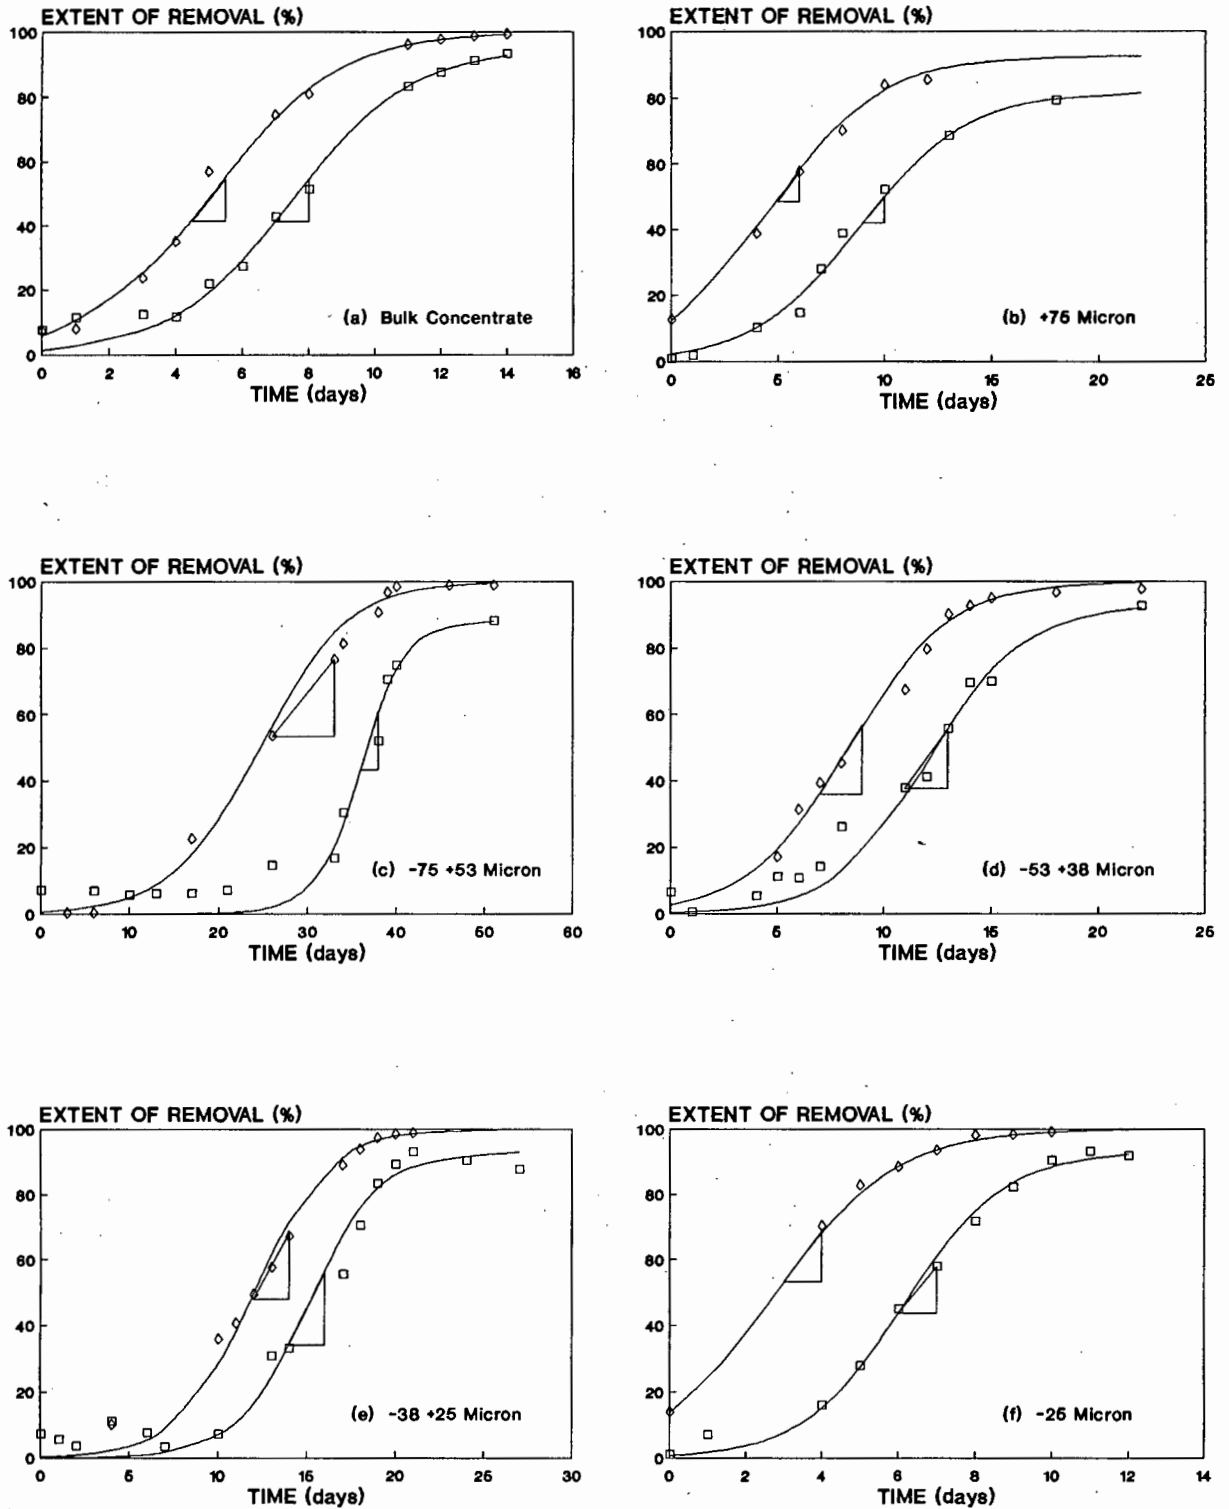 EXTENT OF REMOVAL (%)
100
80
60
40
20
0
(a) Bulk Concentrate
0 2 4 6 8 10 12 14 16
TIME (days)
EXTENT OF REMOVAL (%)
100
80
60
40
20
0
(b) +75 Micron
0 5 10 15 20 25
TIME (days)
EXTENT OF REMOVAL (%)
100
80
60
40
20
0
(c) -75 +53 Micron
0 10 20 30 40 50 60
TIME (days)
EXTENT OF REMOVAL (%)
100
80
60
40
20
0
(d) -53 +38 Micron
0 5 10 15 20 25
TIME (days)
EXTENT OF REMOVAL (%)
100
80
60
40
20
0
(e) -38 +25 Micron
0 5 10 15 20 25 30
TIME (days)
EXTENT OF REMOVAL (%)
100
80
60
40
20
0
(f) -25 Micron
0 2 4 6 8 10 12 14
TIME (days)